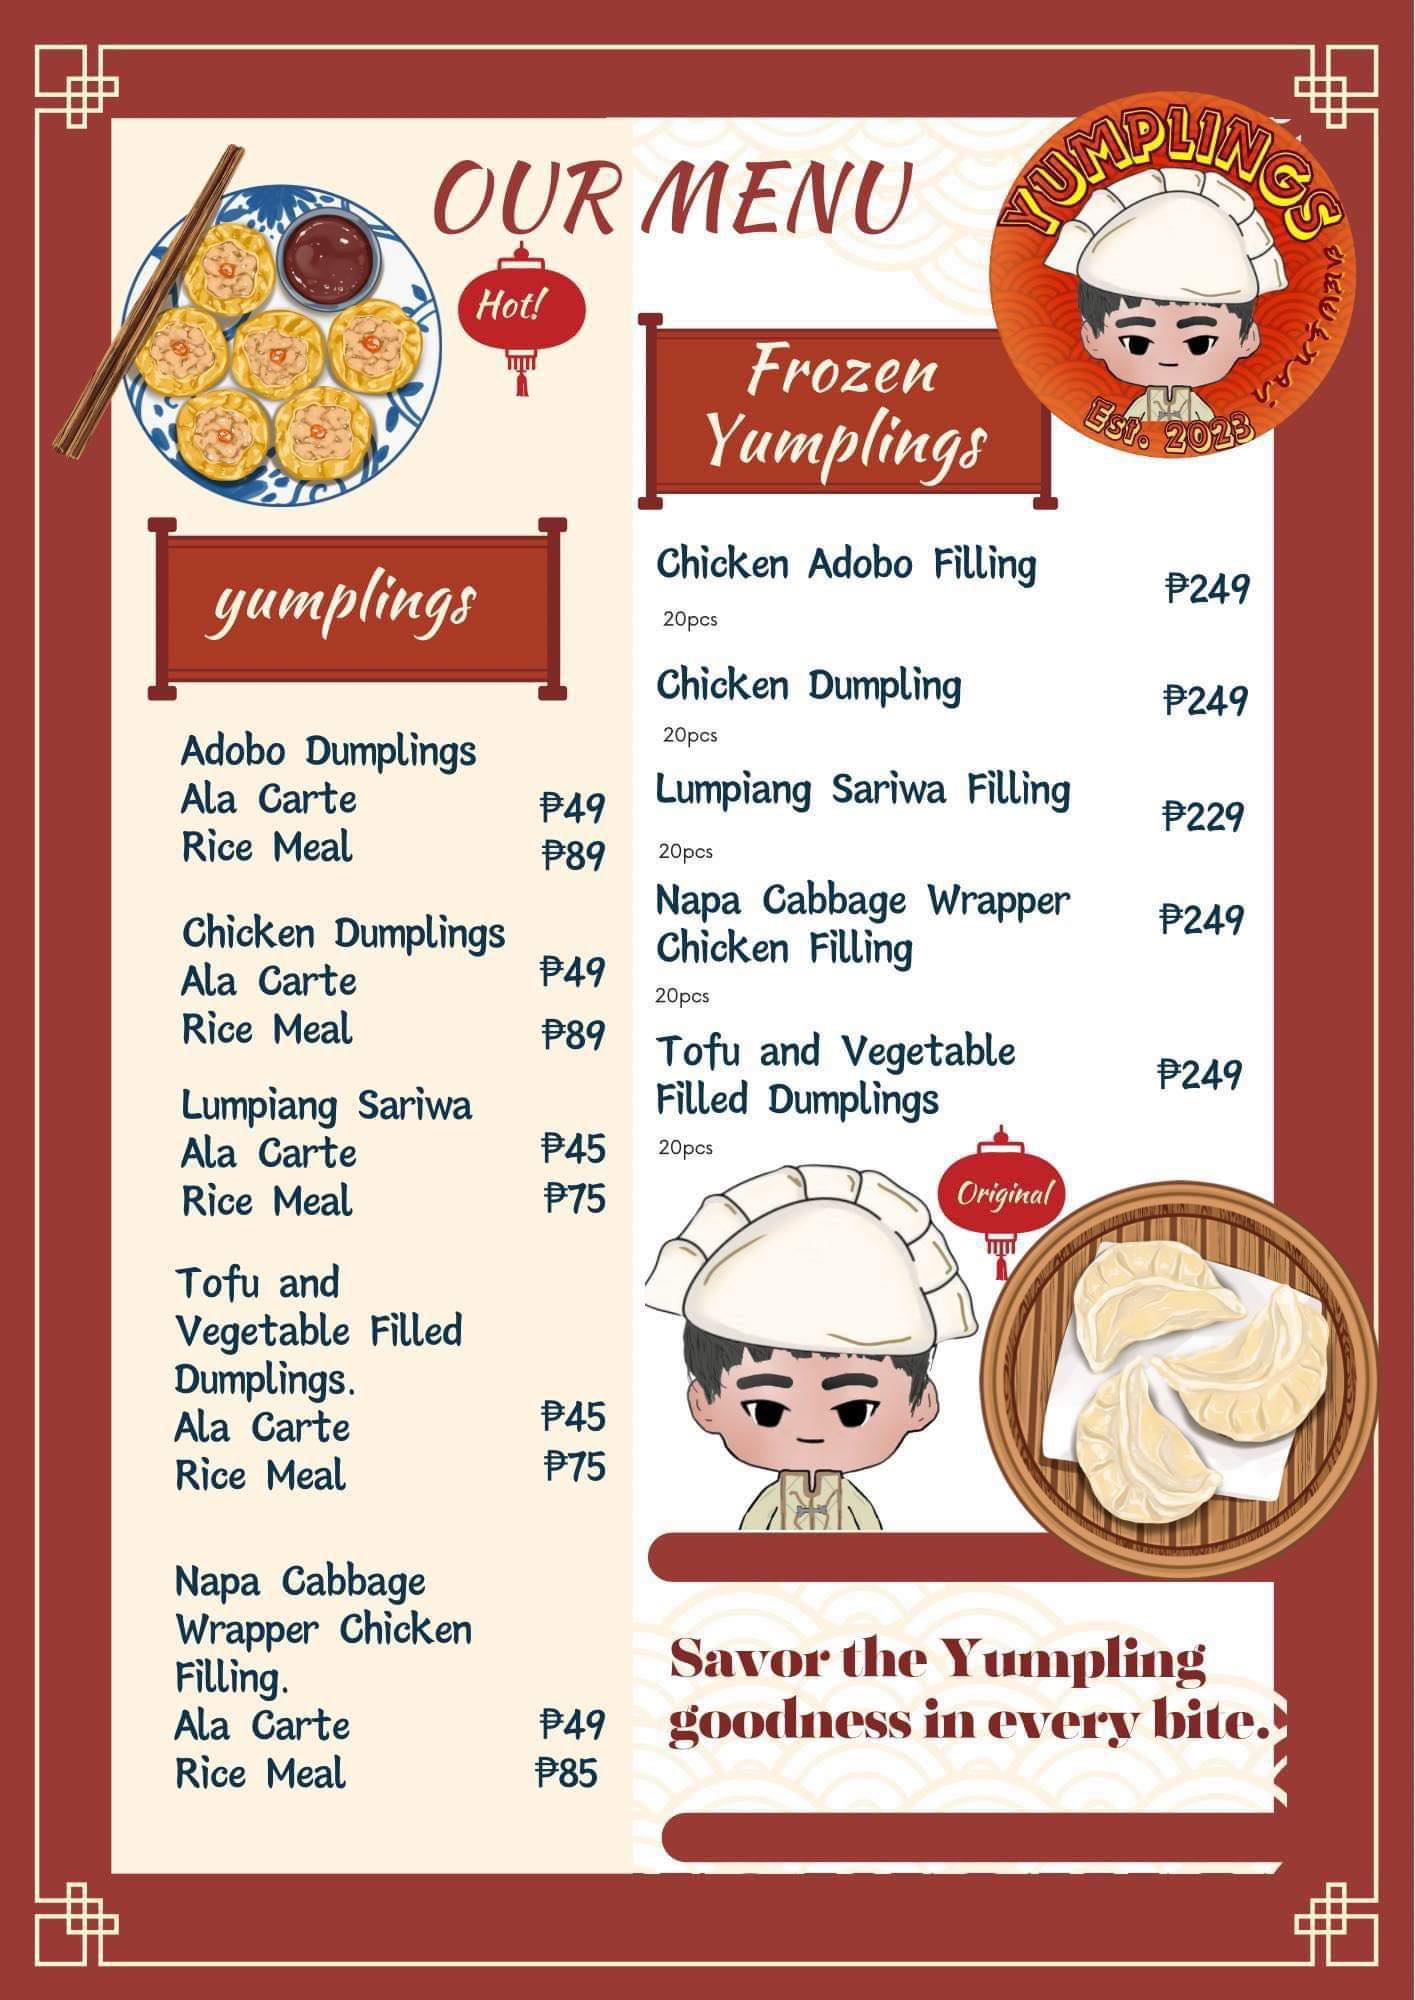 OUR MENU
Hot!
YUMPLINGS
Est. 2023
yumplings
Adobo Dumplings
Ala Carte ₱49
Rice Meal ₱89
Chicken Dumplings
Ala Carte ₱49
Rice Meal ₱89
Lumpiang Sariwa
Ala Carte ₱45
Rice Meal ₱75
Tofu and
Vegetable Filled
Dumplings.
Ala Carte ₱45
Rice Meal ₱75
Napa Cabbage
Wrapper Chicken
Filling.
Ala Carte ₱49
Rice Meal ₱85
Frozen
Yumplings
Chicken Adobo Filling ₱249
20pcs
Chicken Dumpling ₱249
20pcs
Lumpiang Sariwa Filling ₱229
20pcs
Napa Cabbage Wrapper ₱249
Chicken Filling
20pcs
Tofu and Vegetable ₱249
Filled Dumplings
20pcs
Original
Savor the Yumpling
goodness in every bite.